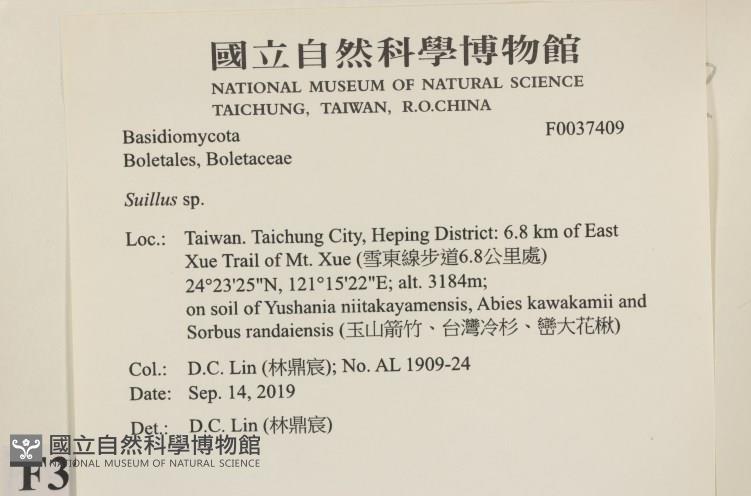 國立自然科學博物館
NATIONAL MUSEUM OF NATURAL SCIENCE
TAICHUNG, TAIWAN, R.O.CHINA
Basidiomycota F0037409
Boletales, Boletaceae
Suillus sp.
Loc.: Taiwan. Taichung City, Heping District: 6.8 km of East
Xue Trail of Mt. Xue (雪東線步道6.8公里處)
24°23'25"N, 121°15'22"E; alt. 3184m;
on soil of Yushania niitakayamensis, Abies kawakamii and
Sorbus randaiensis (玉山箭竹、台灣冷杉、巒大花楸)
Col.: D.C. Lin (林鼎宸); No. AL 1909-24
Date: Sep. 14, 2019
Det.: D.C. Lin (林鼎宸)
國立自然科學博物館
NATIONAL MUSEUM OF NATURAL SCIENCE
F3